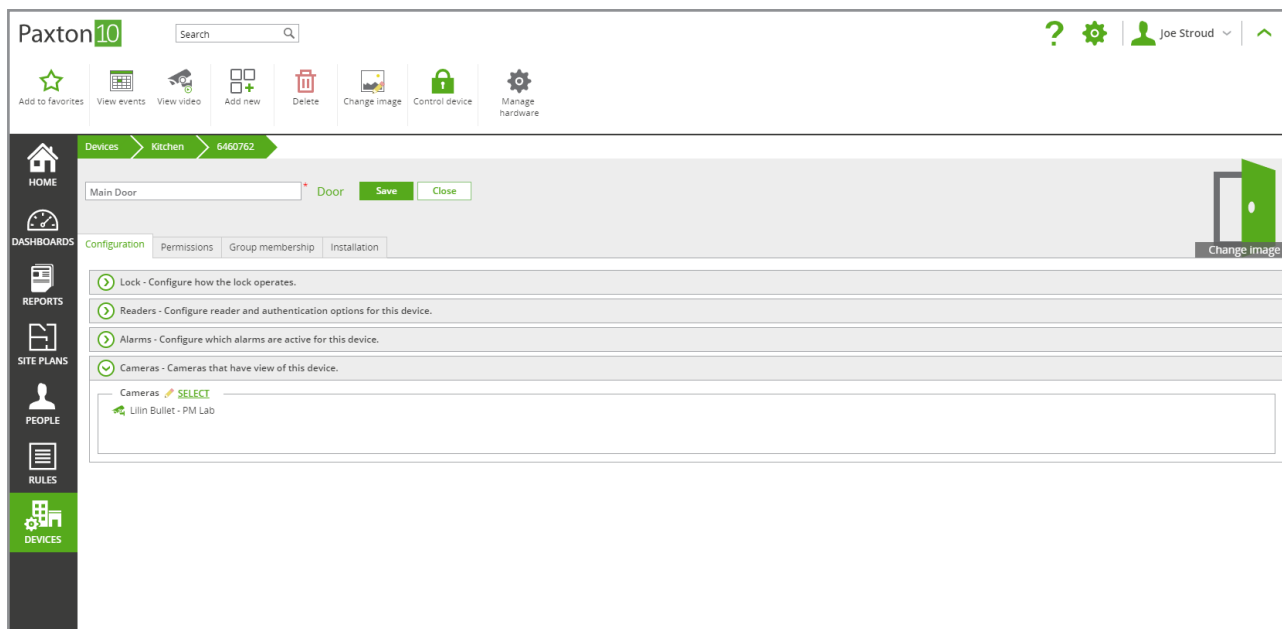 Paxton10
Search
? Joe Stroud
Add to favorites View events View video Add new Delete Change image Control device Manage
hardware
Devices Kitchen 6460762
HOME
Main Door * Door Save Close
DASHBOARDS
Change image
Configuration Permissions Group membership Installation
Lock - Configure how the lock operates.
REPORTS
Readers - Configure reader and authentication options for this device.
Alarms - Configure which alarms are active for this device.
SITE PLANS
Cameras - Cameras that have view of this device.
Cameras SELECT
Lilin Bullet - PM Lab
PEOPLE
RULES
DEVICES